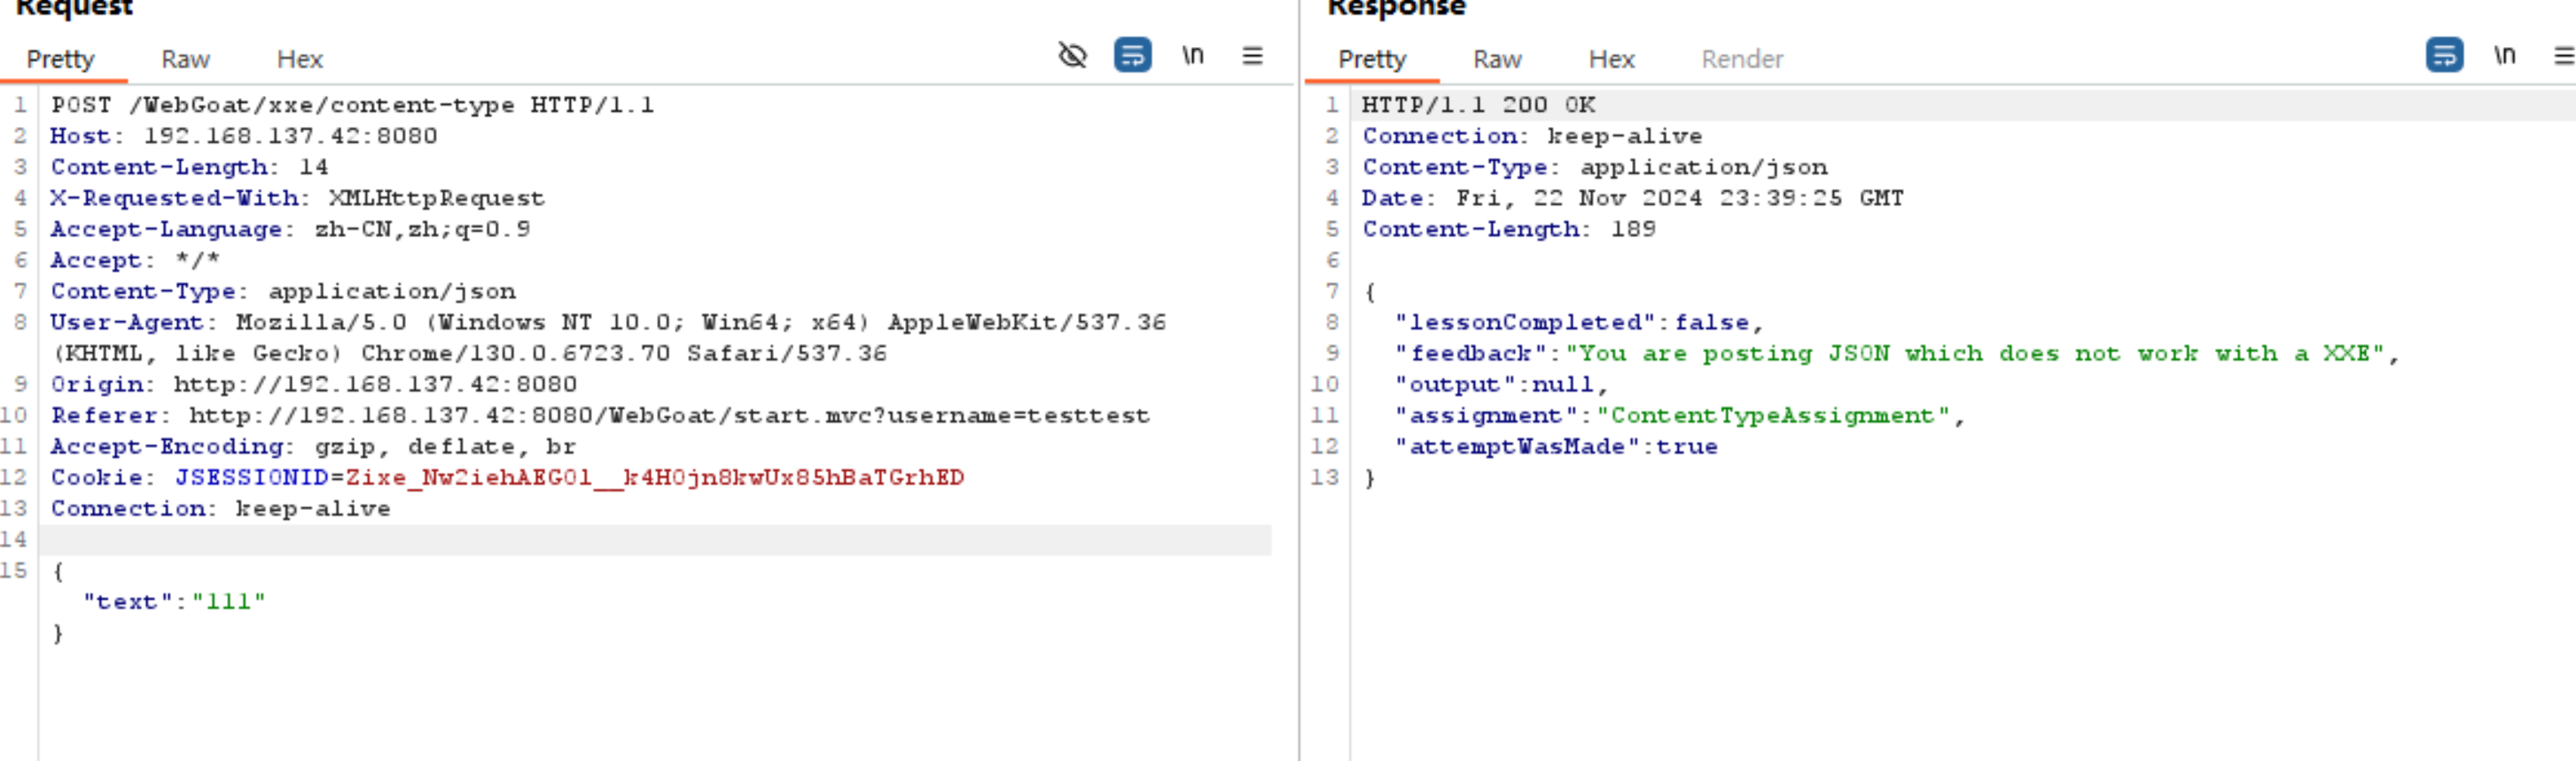 Request
Pretty Raw Hex \n
1 POST /WebGoat/xxe/content-type HTTP/1.1
2 Host: 192.168.137.42:8080
3 Content-Length: 14
4 X-Requested-With: XMLHttpRequest
5 Accept-Language: zh-CN,zh;q=0.9
6 Accept: */*
7 Content-Type: application/json
8 User-Agent: Mozilla/5.0 (Windows NT 10.0; Win64; x64) AppleWebKit/537.36
(KHTML, like Gecko) Chrome/130.0.6723.70 Safari/537.36
9 Origin: http://192.168.137.42:8080
10 Referer: http://192.168.137.42:8080/WebGoat/start.mvc?username=testtest
11 Accept-Encoding: gzip, deflate, br
12 Cookie: JSESSIONID=Zixe_Nw2iehAEG0l__k4H0jn8kwUx85hBaTGrhED
13 Connection: keep-alive
14
15 {
"text":"111"
}
Response
Pretty Raw Hex Render \n
1 HTTP/1.1 200 OK
2 Connection: keep-alive
3 Content-Type: application/json
4 Date: Fri, 22 Nov 2024 23:39:25 GMT
5 Content-Length: 189
6
7 {
8 "lessonCompleted":false,
9 "feedback":"You are posting JSON which does not work with a XXE",
10 "output":null,
11 "assignment":"ContentTypeAssignment",
12 "attemptWasMade":true
13 }